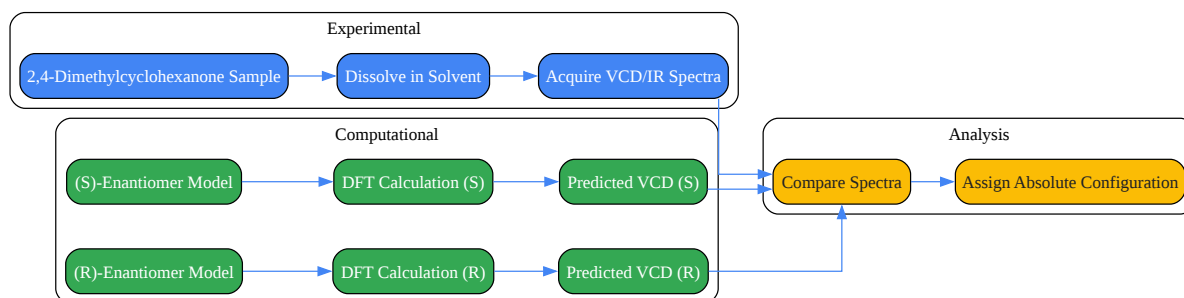 Experimental
2,4-Dimethylcyclohexanone Sample
Dissolve in Solvent
Acquire VCD/IR Spectra
Computational
(S)-Enantiomer Model
DFT Calculation (S)
Predicted VCD (S)
(R)-Enantiomer Model
DFT Calculation (R)
Predicted VCD (R)
Analysis
Compare Spectra
Assign Absolute Configuration